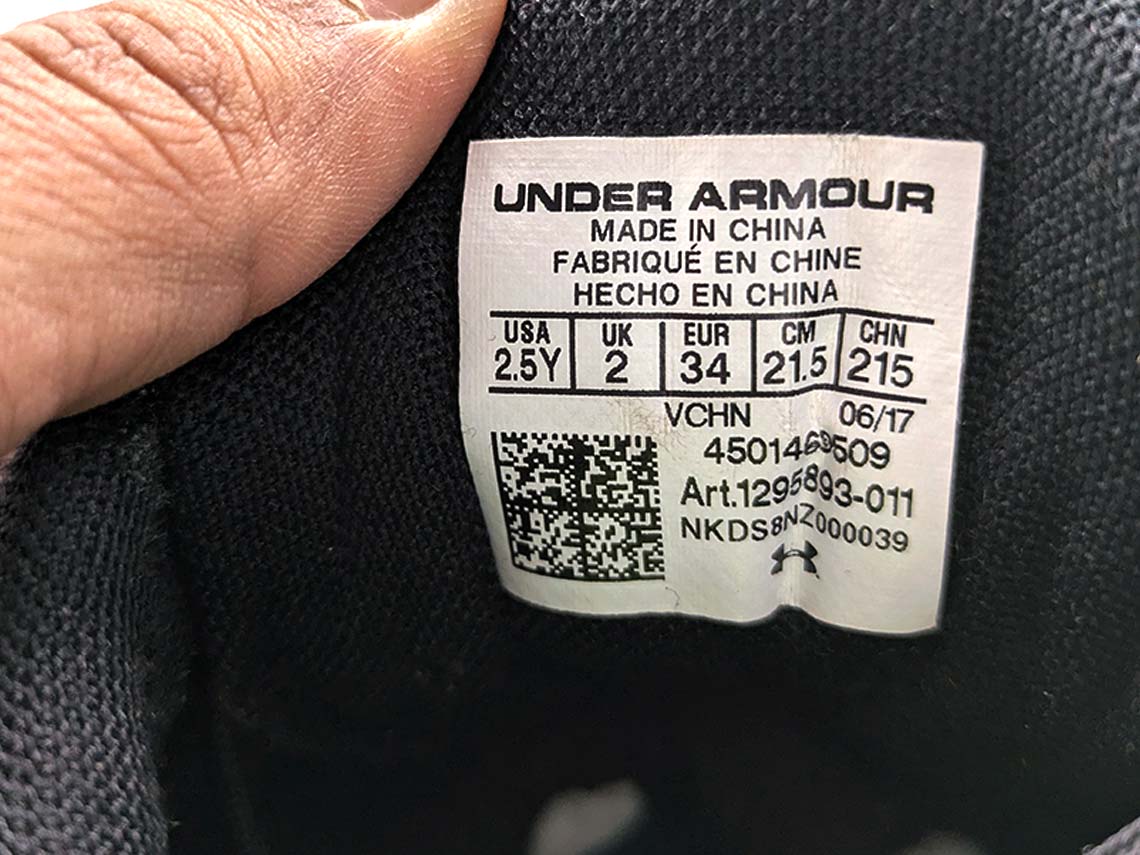 UNDER ARMOUR
MADE IN CHINA
FABRIQUÉ EN CHINE
HECHO EN CHINA
USA UK EUR CM CHN
2.5Y 2 34 21.5 215
VCHN 06/17
4501469509
Art.1295893-011
NKDS8NZ000039